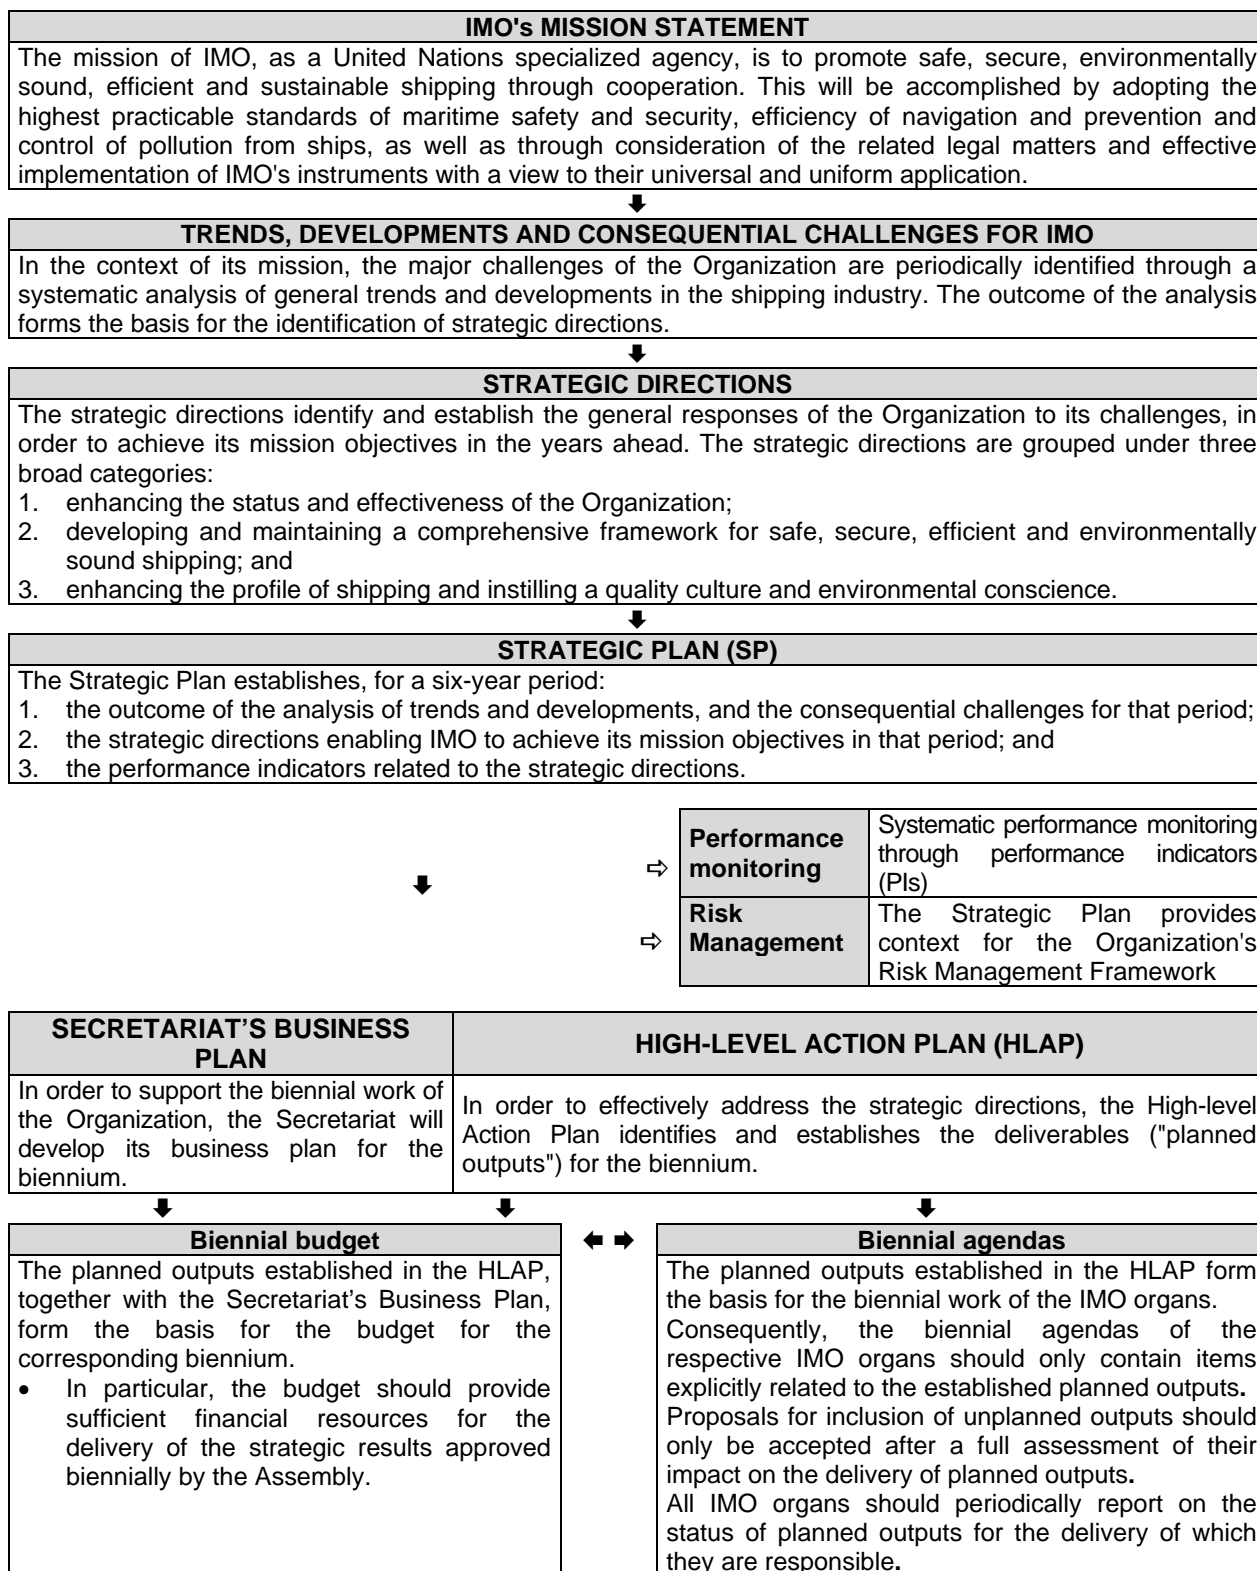 IMO's MISSION STATEMENT
The mission of IMO, as a United Nations specialized agency, is to promote safe, secure, environmentally
sound, efficient and sustainable shipping through cooperation. This will be accomplished by adopting the
highest practicable standards of maritime safety and security, efficiency of navigation and prevention and
control of pollution from ships, as well as through consideration of the related legal matters and effective
implementation of IMO's instruments with a view to their universal and uniform application.
TRENDS, DEVELOPMENTS AND CONSEQUENTIAL CHALLENGES FOR IMO
In the context of its mission, the major challenges of the Organization are periodically identified through a
systematic analysis of general trends and developments in the shipping industry. The outcome of the analysis
forms the basis for the identification of strategic directions.
STRATEGIC DIRECTIONS
The strategic directions identify and establish the general responses of the Organization to its challenges, in
order to achieve its mission objectives in the years ahead. The strategic directions are grouped under three
broad categories:
1. enhancing the status and effectiveness of the Organization;
2. developing and maintaining a comprehensive framework for safe, secure, efficient and environmentally
sound shipping; and
3. enhancing the profile of shipping and instilling a quality culture and environmental conscience.
STRATEGIC PLAN (SP)
The Strategic Plan establishes, for a six-year period:
1. the outcome of the analysis of trends and developments, and the consequential challenges for that period;
2. the strategic directions enabling IMO to achieve its mission objectives in that period; and
3. the performance indicators related to the strategic directions.
Performance
monitoring
Systematic performance monitoring
through performance indicators
(PIs)
Risk
Management
The Strategic Plan provides
context for the Organization's
Risk Management Framework
SECRETARIAT’S BUSINESS
PLAN
In order to support the biennial work of
the Organization, the Secretariat will
develop its business plan for the
biennium.
HIGH-LEVEL ACTION PLAN (HLAP)
In order to effectively address the strategic directions, the High-level
Action Plan identifies and establishes the deliverables ("planned
outputs") for the biennium.
Biennial budget
The planned outputs established in the HLAP,
together with the Secretariat’s Business Plan,
form the basis for the budget for the
corresponding biennium.
• In particular, the budget should provide
sufficient financial resources for the
delivery of the strategic results approved
biennially by the Assembly.
Biennial agendas
The planned outputs established in the HLAP form
the basis for the biennial work of the IMO organs.
Consequently, the biennial agendas of the
respective IMO organs should only contain items
explicitly related to the established planned outputs.
Proposals for inclusion of unplanned outputs should
only be accepted after a full assessment of their
impact on the delivery of planned outputs.
All IMO organs should periodically report on the
status of planned outputs for the delivery of which
they are responsible.